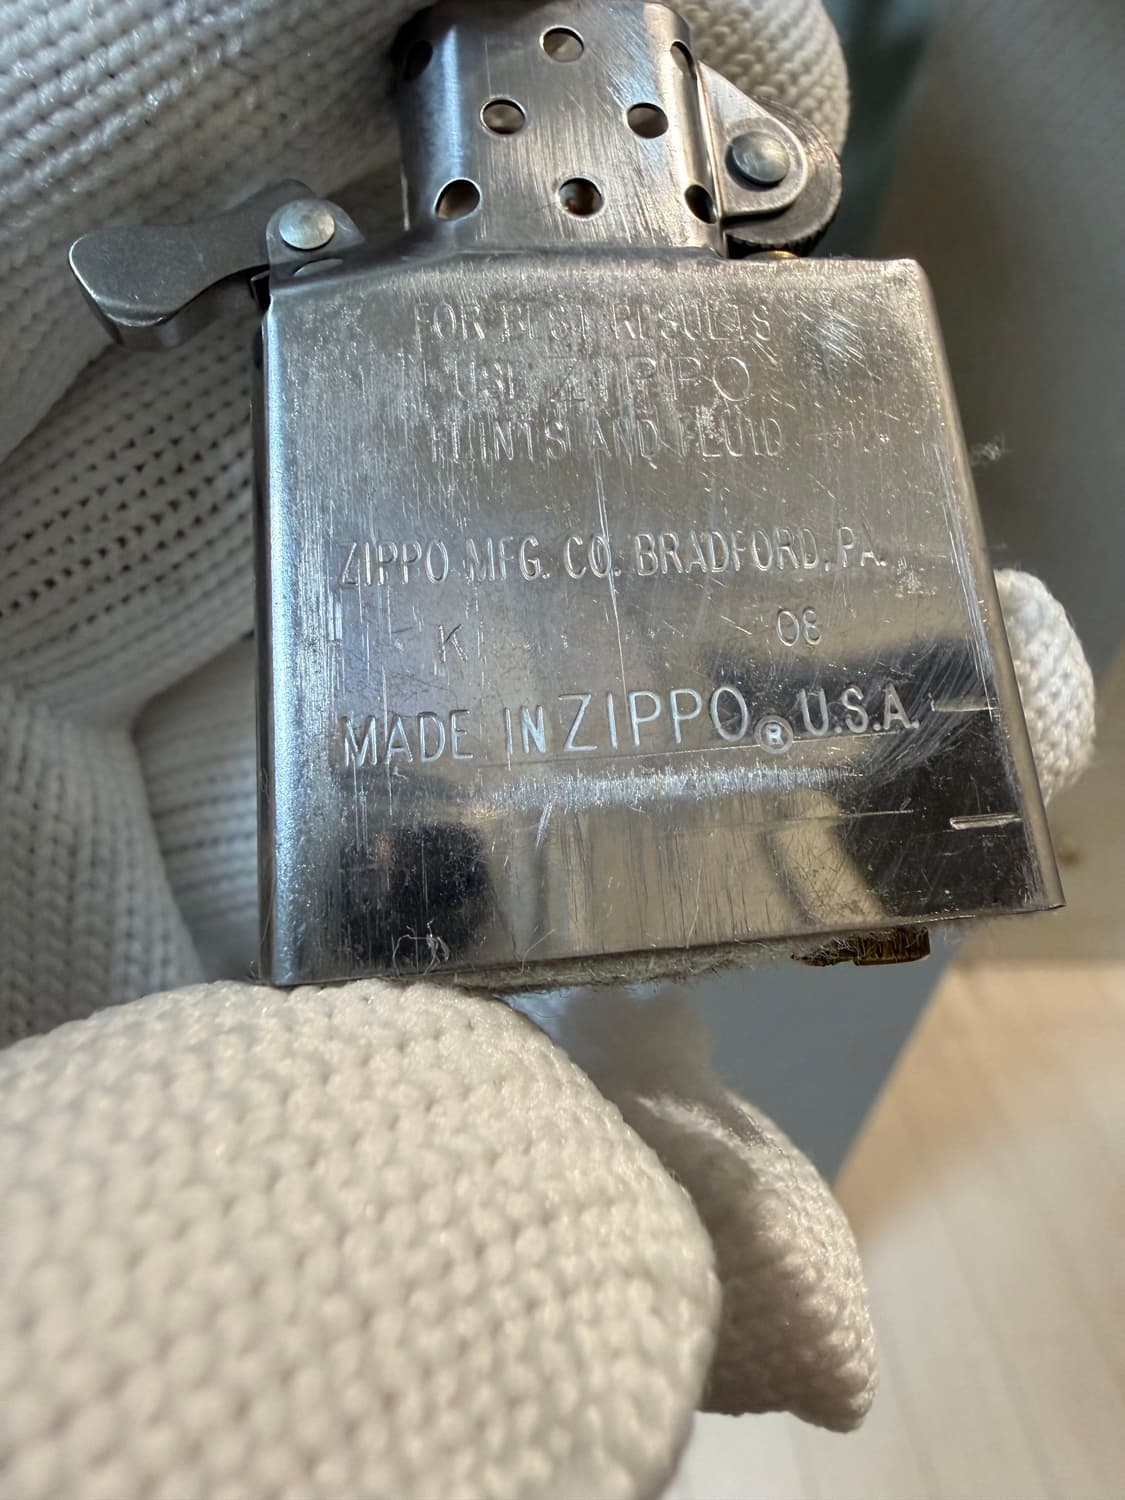 FOR BEST RESULTS
USE ZIPPO
FLINTS AND FLUID
ZIPPO MFG. CO. BRADFORD, PA.
K 08
MADE IN ZIPPO® U.S.A.